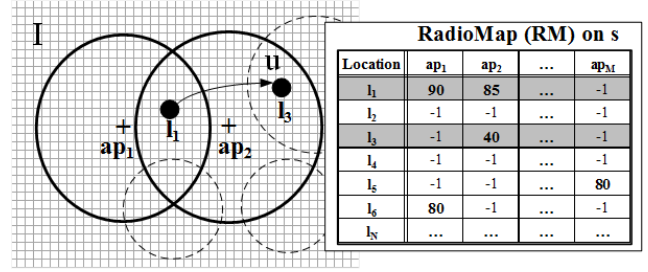 I
u
l1
l3
ap1
ap2
RadioMap (RM) on s
Location ap1 ap2 ... apM
l1 90 85 ... -1
l2 -1 -1 ... -1
l3 -1 40 ... -1
l4 -1 -1 ... -1
l5 -1 -1 ... 80
l6 80 -1 ... -1
lN ... ... ... ...